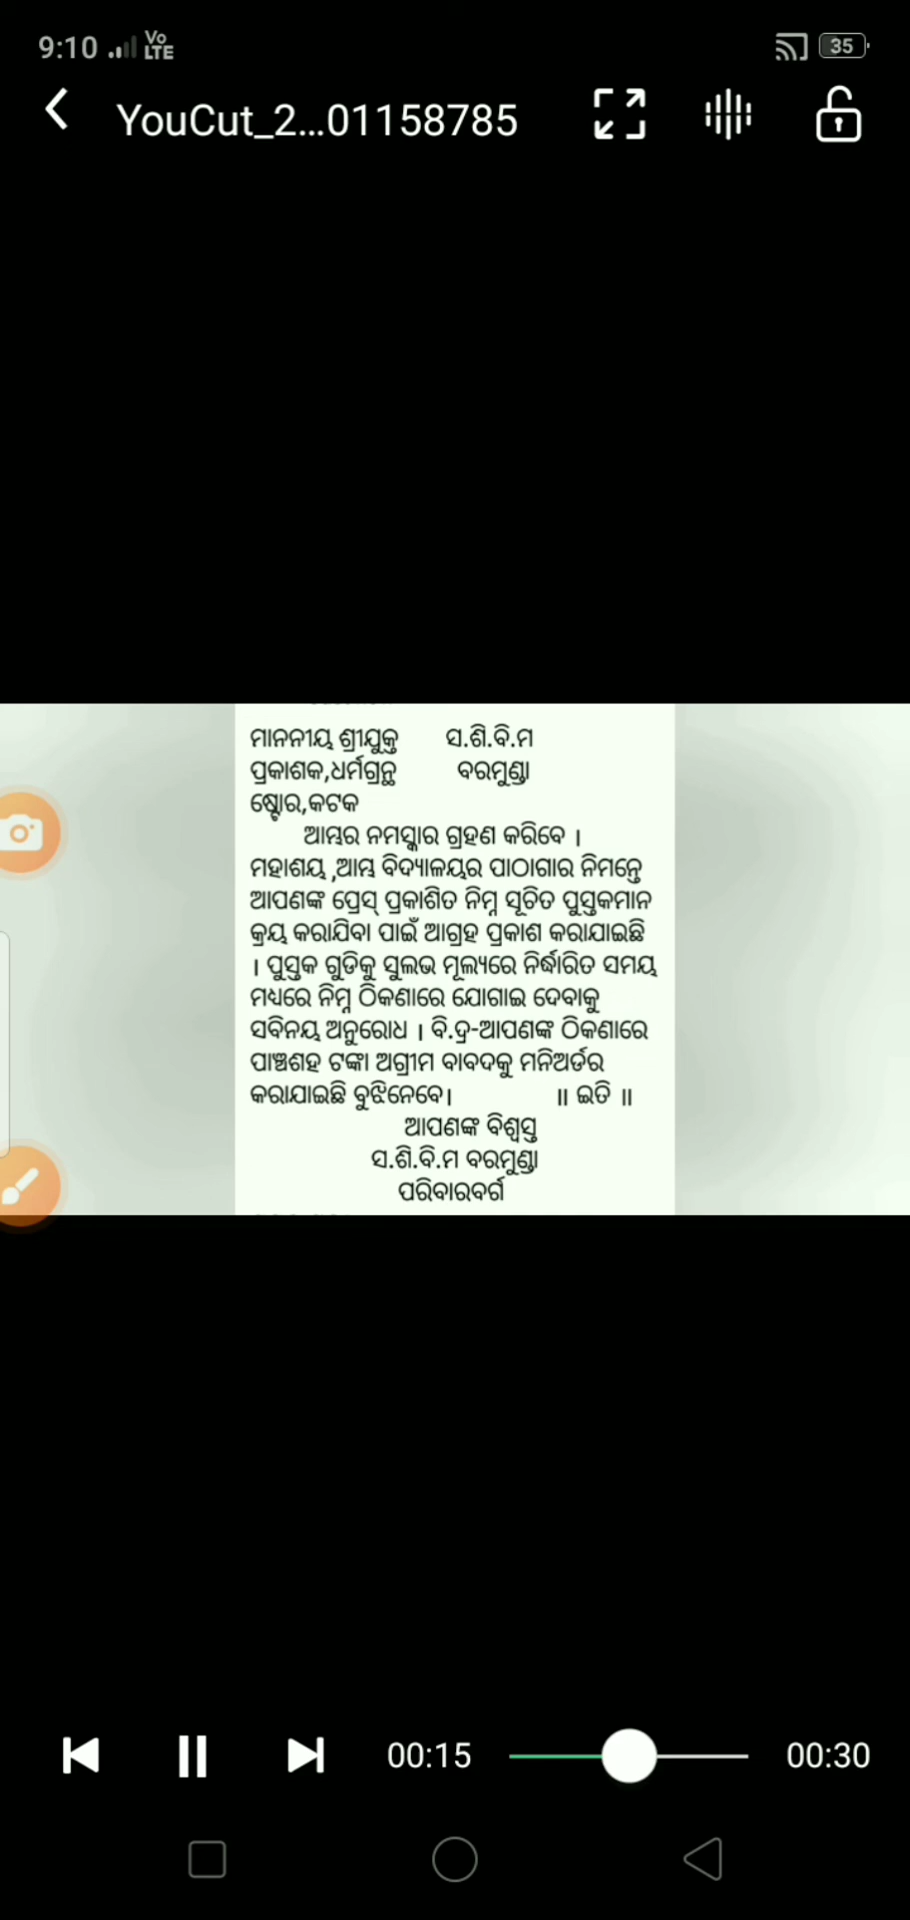 9:10 Vo LTE 35
YouCut_2...01158785
ମାନନୀୟ ଶ୍ରୀଯୁକ୍ତ ସ.ଶି.ବି.ମ
ପ୍ରକାଶକ,ଧର୍ମଗ୍ରନ୍ଥ ବରମୁଣ୍ଡା
ଷ୍ଟୋର,କଟକ
ଆମ୍ଭର ନମସ୍କାର ଗ୍ରହଣ କରିବେ ।
ମହାଶୟ ,ଆମ୍ଭ ବିଦ୍ୟାଳୟର ପାଠାଗାର ନିମନ୍ତେ
ଆପଣଙ୍କ ପ୍ରେସ୍ ପ୍ରକାଶିତ ନିମ୍ନ ସୂଚିତ ପୁସ୍ତକମାନ
କ୍ରୟ କରାଯିବା ପାଇଁ ଆଗ୍ରହ ପ୍ରକାଶ କରାଯାଇଛି
। ପୁସ୍ତକ ଗୁଡିକୁ ସୁଲଭ ମୂଲ୍ୟରେ ନିର୍ଦ୍ଧାରିତ ସମୟ
ମଧ୍ୟରେ ନିମ୍ନ ଠିକଣାରେ ଯୋଗାଇ ଦେବାକୁ
ସବିନୟ ଅନୁରୋଧ । ବି.ଦ୍ର-ଆପଣଙ୍କ ଠିକଣାରେ
ପାଞ୍ଚଶହ ଟଙ୍କା ଅଗ୍ରୀମ ବାବଦକୁ ମନିଅର୍ଡର
କରାଯାଇଛି ବୁଝିନେବେ। ॥ ଇତି ॥
ଆପଣଙ୍କ ବିଶ୍ୱସ୍ତ
ସ.ଶି.ବି.ମ ବରମୁଣ୍ଡା
ପରିବାରବର୍ଗ
00:15 00:30